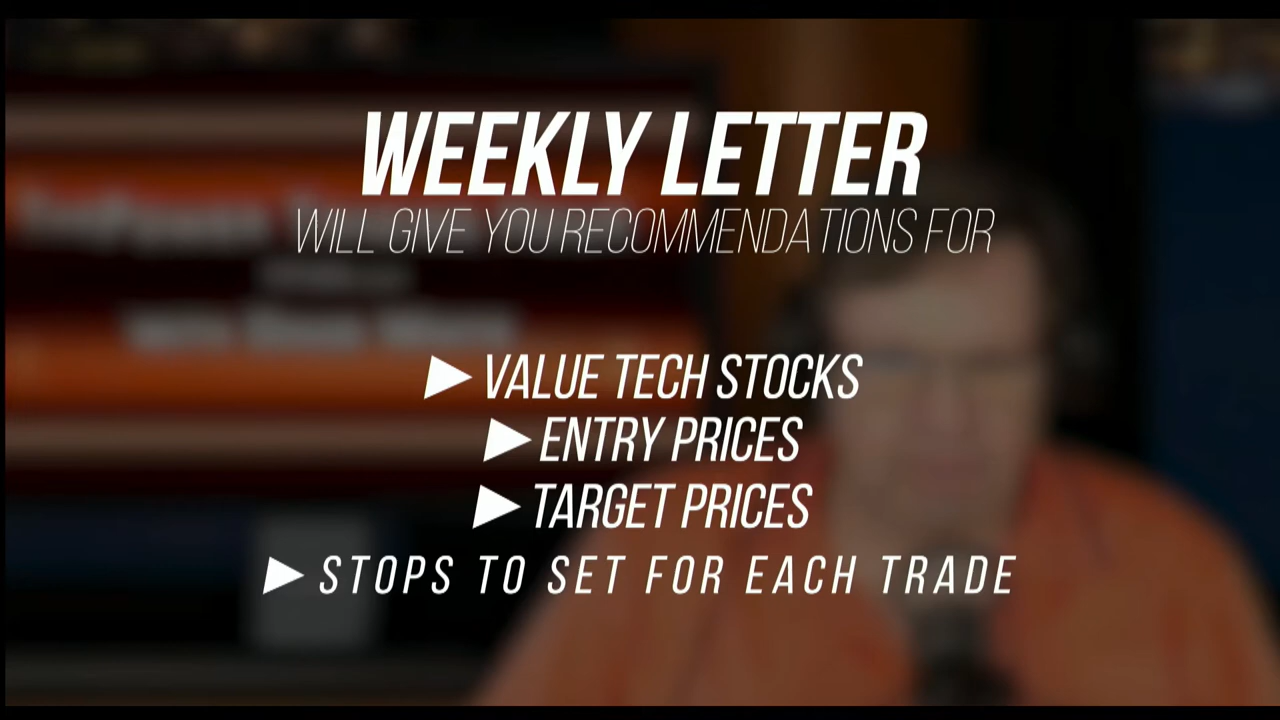 WEEKLY LETTER
WILL GIVE YOU RECOMMENDATIONS FOR
▶ VALUE TECH STOCKS
▶ ENTRY PRICES
▶ TARGET PRICES
▶ STOPS TO SET FOR EACH TRADE